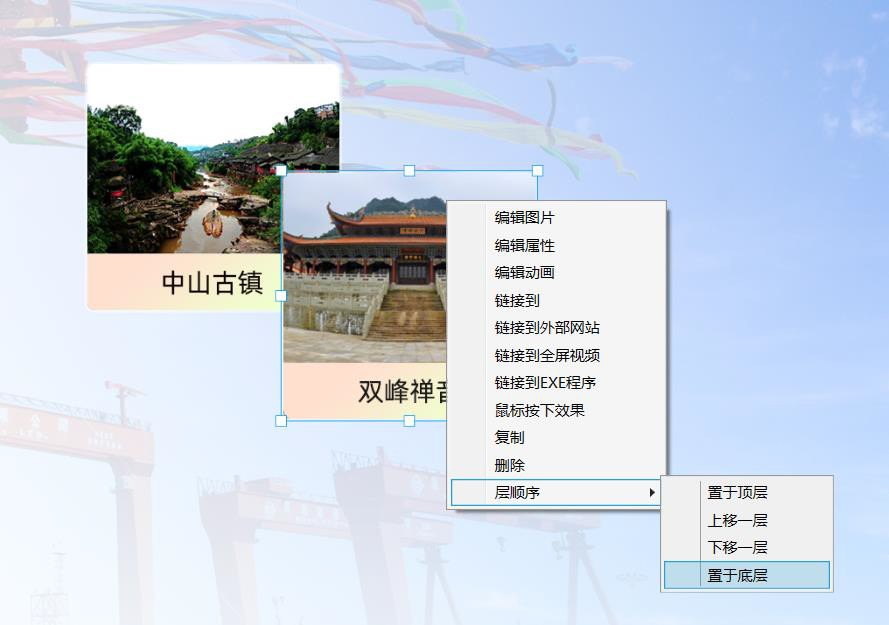 中山古镇
双峰禅音
编辑图片
编辑属性
编辑动画
链接到
链接到外部网站
链接到全屏视频
链接到EXE程序
鼠标按下效果
复制
删除
层顺序
置于顶层
上移一层
下移一层
置于底层